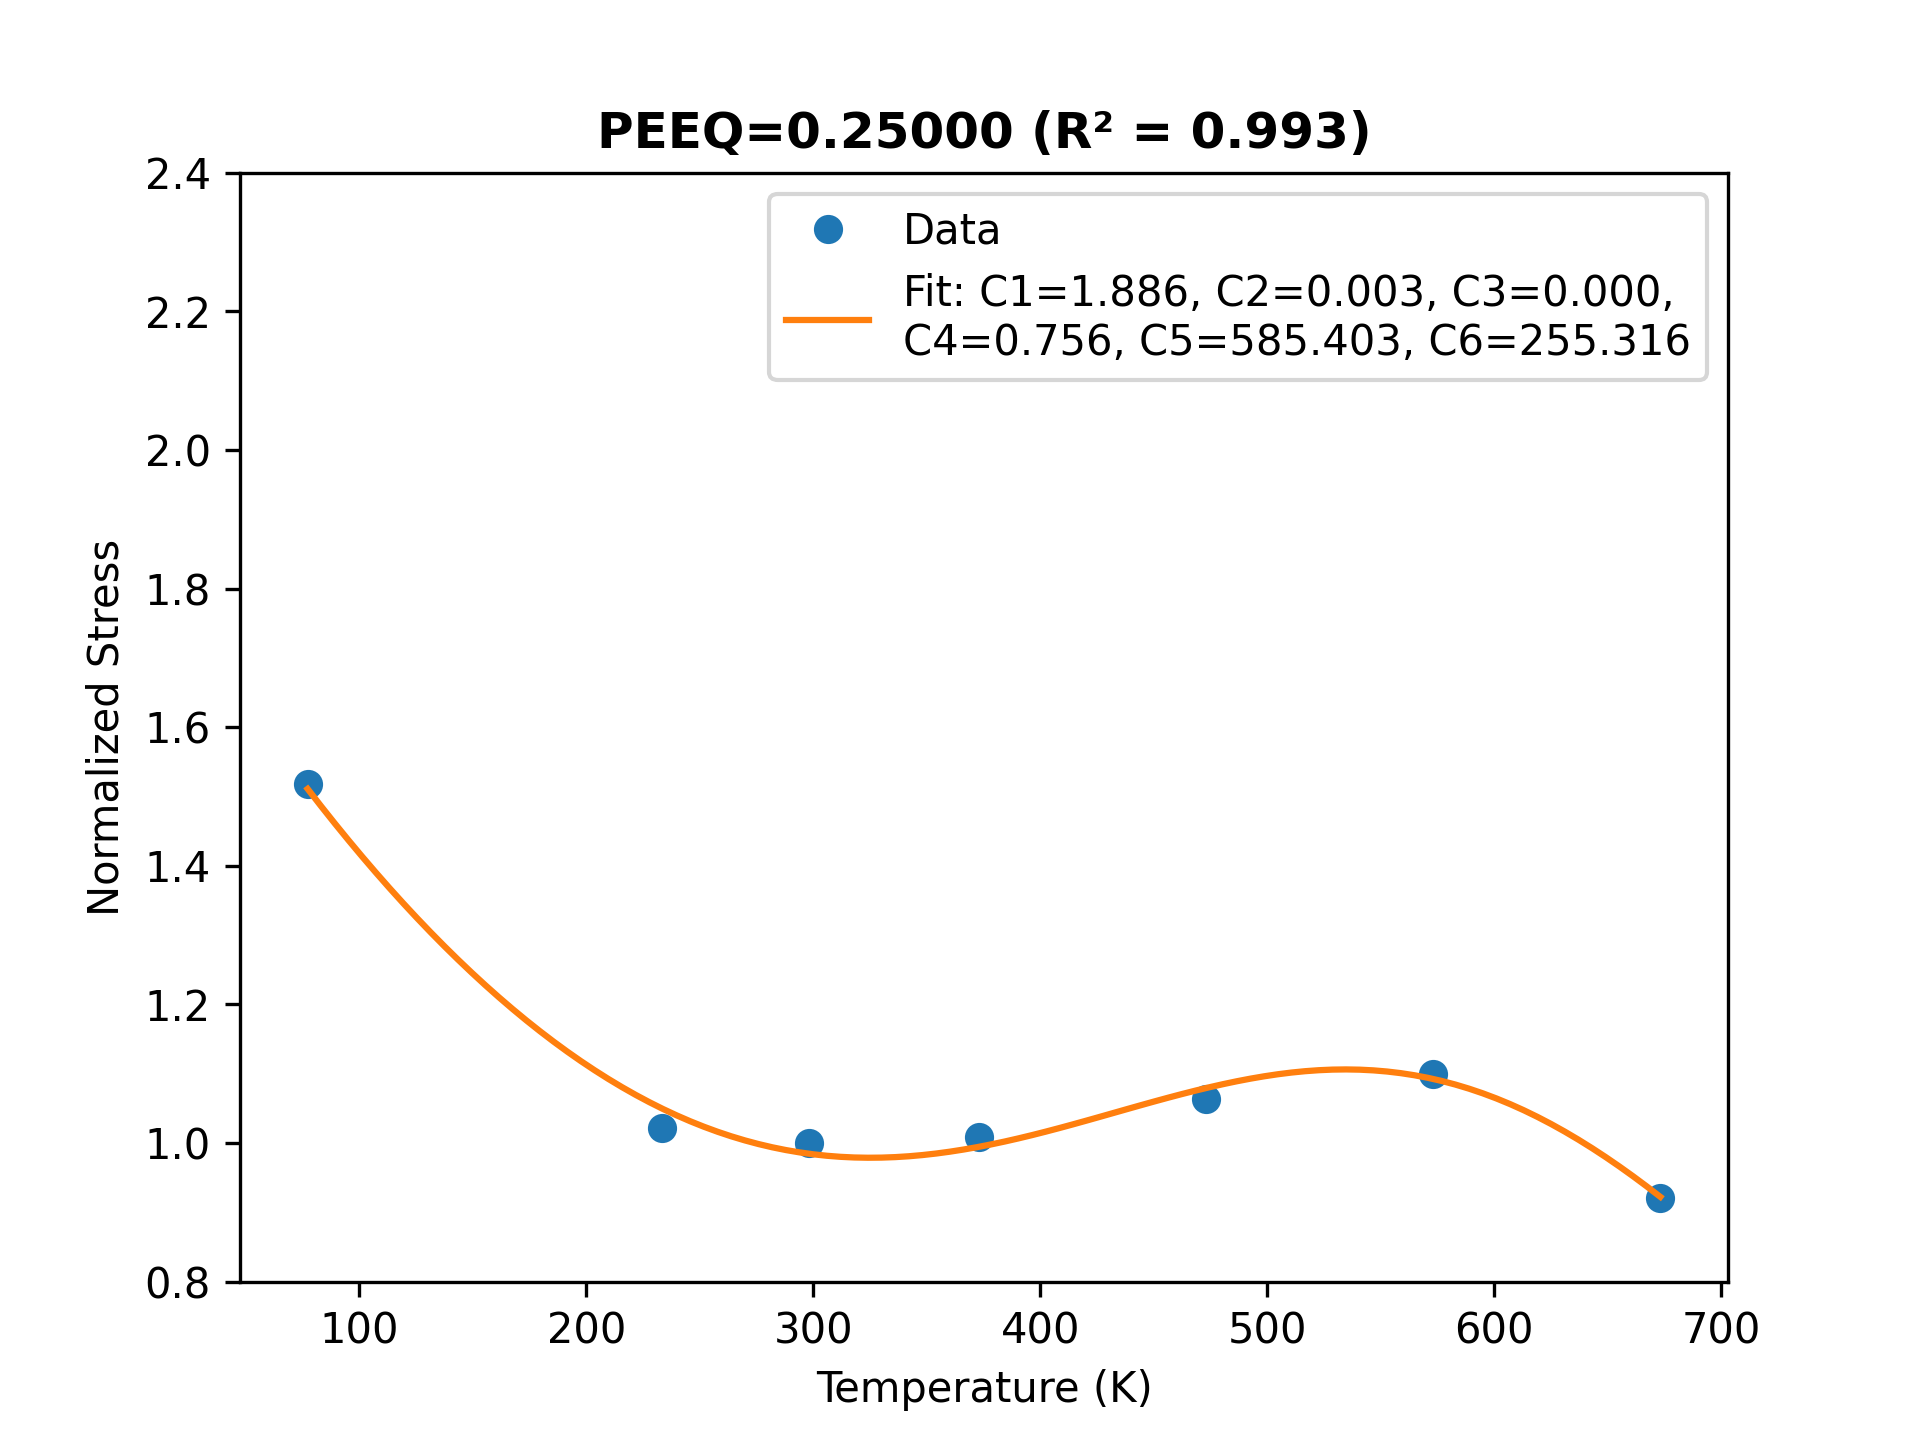 PEEQ=0.25000 (R² = 0.993)
2.4
2.2
2.0
1.8
1.6
1.4
1.2
1.0
0.8
Normalized Stress
Data
Fit: C1=1.886, C2=0.003, C3=0.000,
C4=0.756, C5=585.403, C6=255.316
100 200 300 400 500 600 700
Temperature (K)